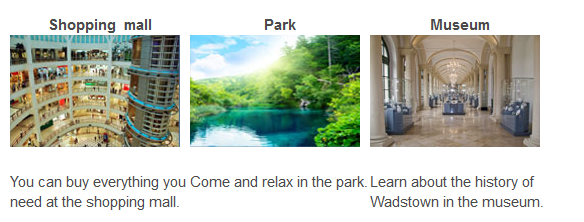 Shopping mall
Park
Museum
You can buy everything you
need at the shopping mall.
Come and relax in the park.
Learn about the history of
Wadstown in the museum.